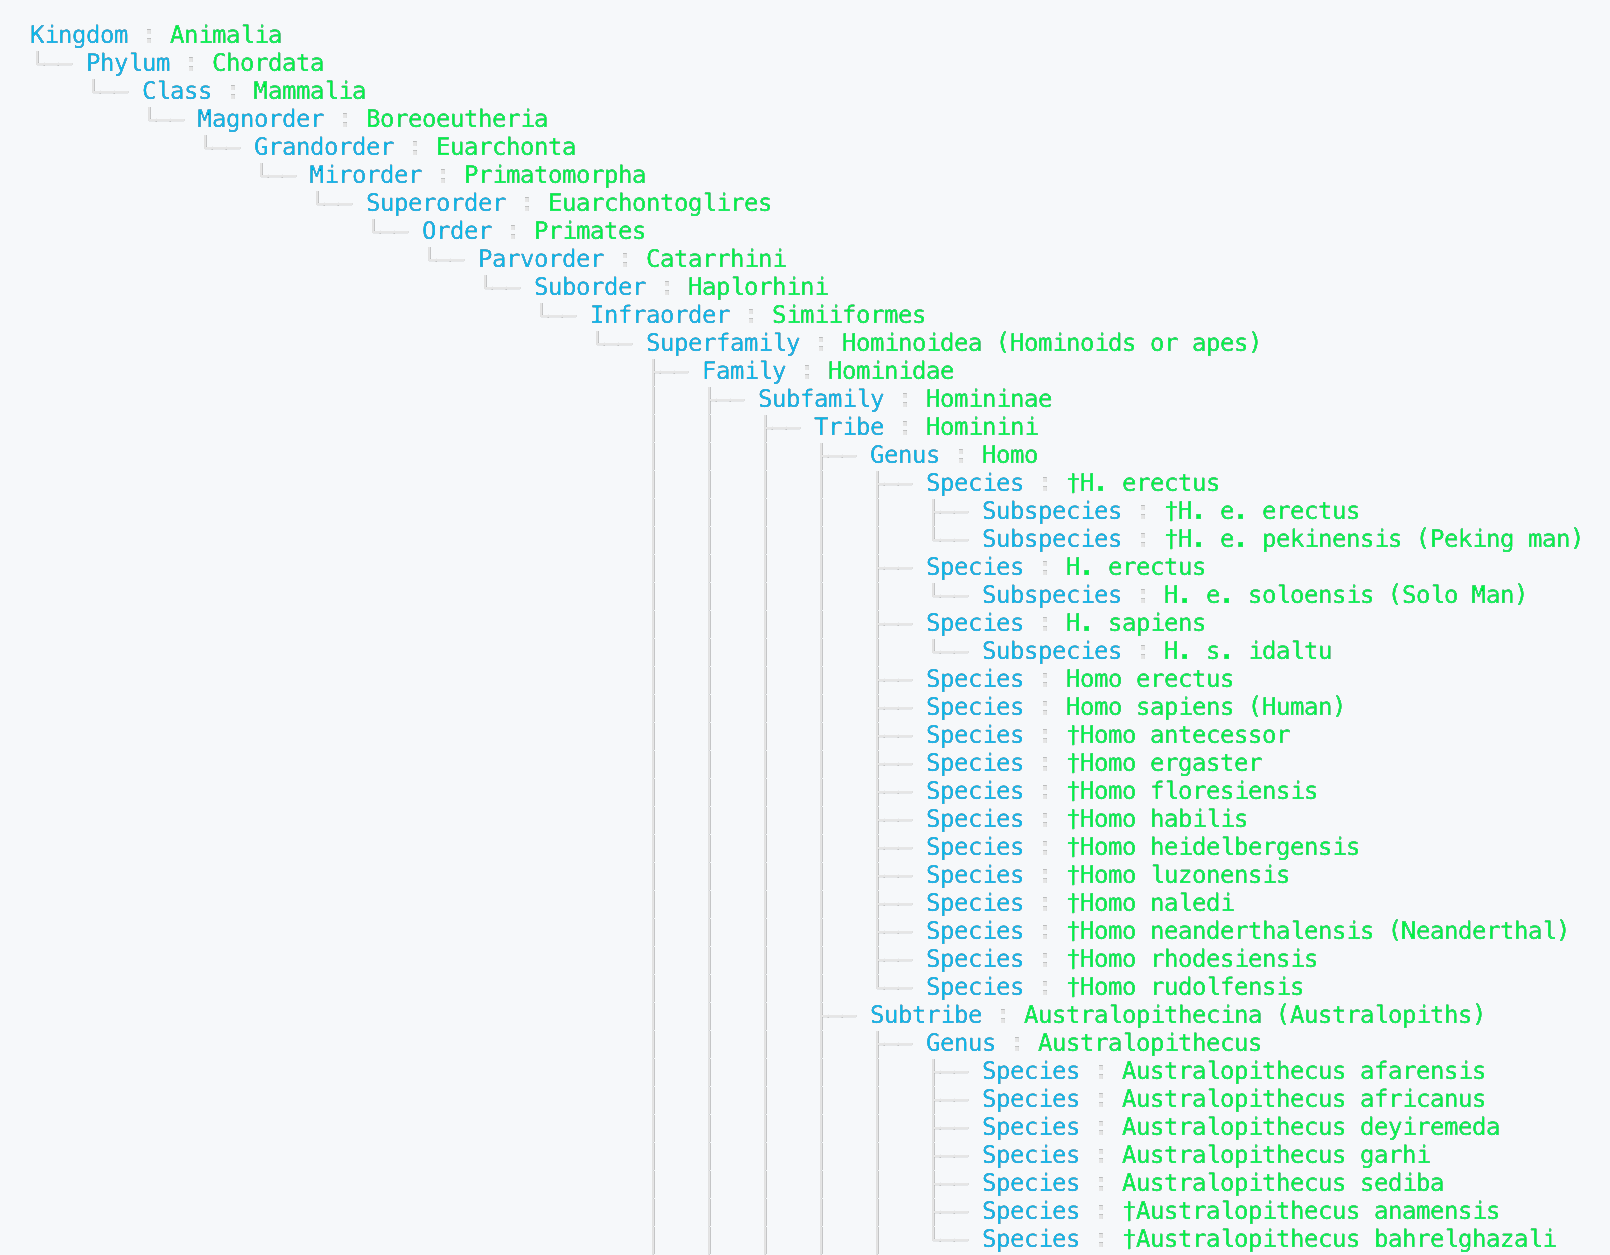 Kingdom : Animalia
└── Phylum : Chordata
└── Class : Mammalia
└── Magnorder : Boreoeutheria
└── Grandorder : Euarchonta
└── Mirorder : Primatomorpha
└── Superorder : Euarchontoglires
└── Order : Primates
└── Parvorder : Catarrhini
└── Suborder : Haplorhini
└── Infraorder : Simiiformes
└── Superfamily : Hominoidea (Hominoids or apes)
├── Family : Hominidae
│ ├── Subfamily : Homininae
│ │ ├── Tribe : Hominini
│ │ │ ├── Genus : Homo
│ │ │ │ ├── Species : †H. erectus
│ │ │ │ │ ├── Subspecies : †H. e. erectus
│ │ │ │ │ └── Subspecies : †H. e. pekinensis (Peking man)
│ │ │ │ ├── Species : H. erectus
│ │ │ │ │ └── Subspecies : H. e. soloensis (Solo Man)
│ │ │ │ ├── Species : H. sapiens
│ │ │ │ │ └── Subspecies : H. s. idaltu
│ │ │ │ ├── Species : Homo erectus
│ │ │ │ ├── Species : Homo sapiens (Human)
│ │ │ │ ├── Species : †Homo antecessor
│ │ │ │ ├── Species : †Homo ergaster
│ │ │ │ ├── Species : †Homo floresiensis
│ │ │ │ ├── Species : †Homo habilis
│ │ │ │ ├── Species : †Homo heidelbergensis
│ │ │ │ ├── Species : †Homo luzonensis
│ │ │ │ ├── Species : †Homo naledi
│ │ │ │ ├── Species : †Homo neanderthalensis (Neanderthal)
│ │ │ │ ├── Species : †Homo rhodesiensis
│ │ │ │ └── Species : †Homo rudolfensis
│ │ │ ├── Subtribe : Australopithecina (Australopiths)
│ │ │ │ ├── Genus : Australopithecus
│ │ │ │ │ ├── Species : Australopithecus afarensis
│ │ │ │ │ ├── Species : Australopithecus africanus
│ │ │ │ │ ├── Species : Australopithecus deyiremeda
│ │ │ │ │ ├── Species : Australopithecus garhi
│ │ │ │ │ ├── Species : Australopithecus sediba
│ │ │ │ │ ├── Species : †Australopithecus anamensis
│ │ │ │ │ └── Species : †Australopithecus bahrelghazali